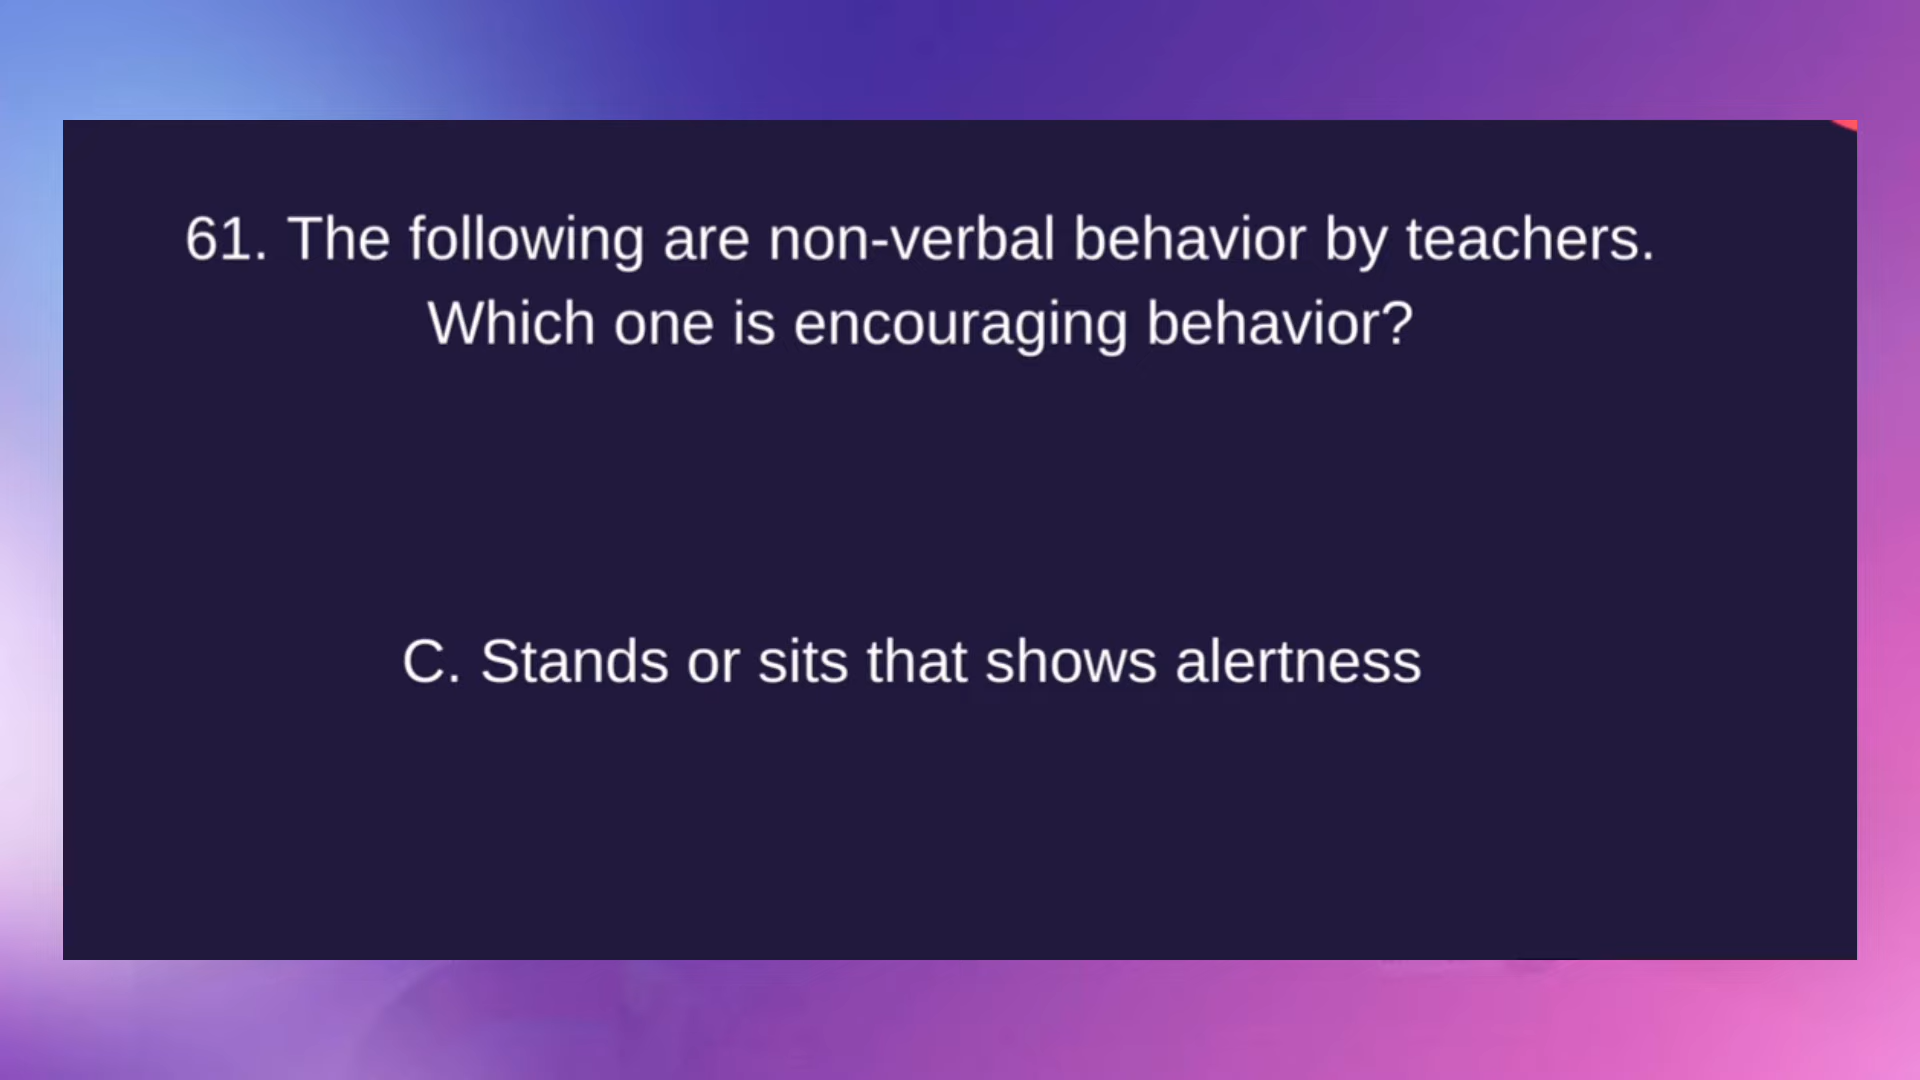 61. The following are non-verbal behavior by teachers.
Which one is encouraging behavior?
C. Stands or sits that shows alertness